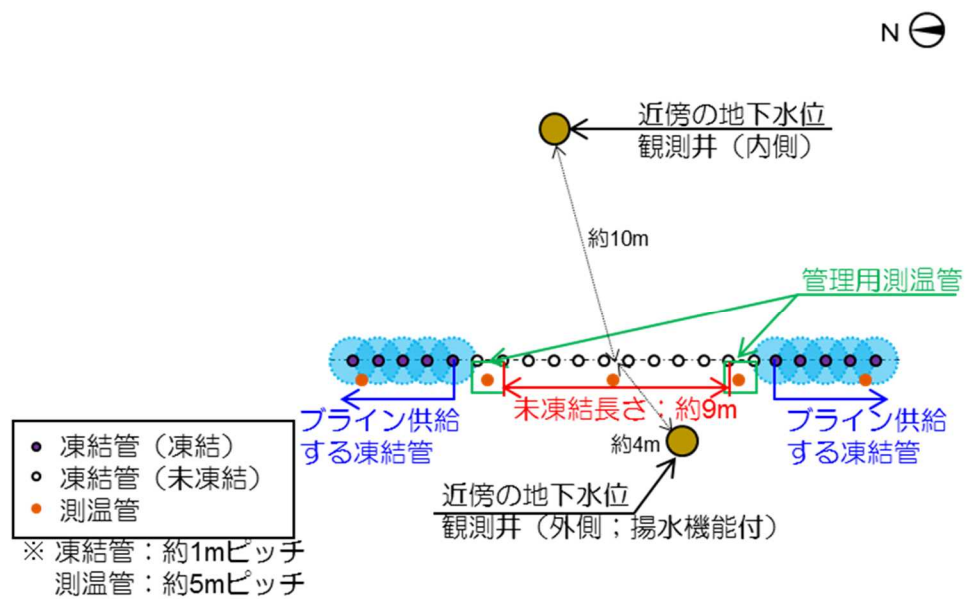 N
近傍の地下水位
観測井（内側）
約10m
管理用測温管
未凍結長さ：約9m
ブライン供給
する凍結管
ブライン供給
する凍結管
約4m
近傍の地下水位
観測井（外側；揚水機能付）
凍結管（凍結）
凍結管（未凍結）
測温管
※ 凍結管：約1mピッチ
測温管：約5mピッチ